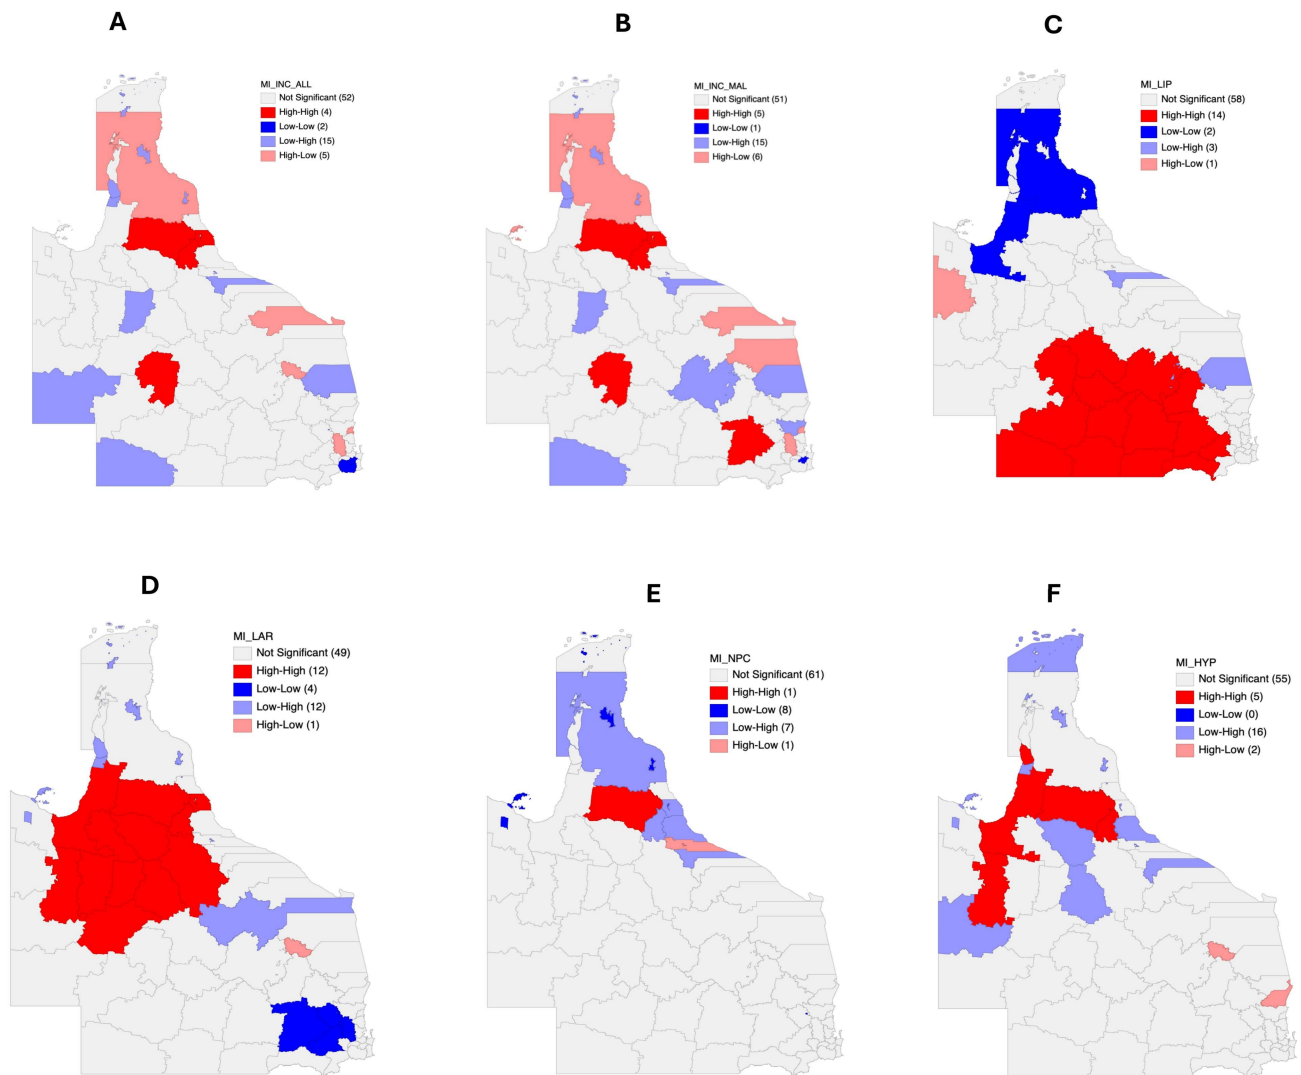 A
MI_INC_ALL
Not Significant (52)
High-High (4)
Low-Low (2)
Low-High (15)
High-Low (5)
B
MI_INC_MAL
Not Significant (51)
High-High (5)
Low-Low (1)
Low-High (15)
High-Low (6)
C
MI_LIP
Not Significant (58)
High-High (14)
Low-Low (2)
Low-High (3)
High-Low (1)
D
MI_LAR
Not Significant (49)
High-High (12)
Low-Low (4)
Low-High (12)
High-Low (1)
E
MI_NPC
Not Significant (61)
High-High (1)
Low-Low (8)
Low-High (7)
High-Low (1)
F
MI_HYP
Not Significant (55)
High-High (5)
Low-Low (0)
Low-High (16)
High-Low (2)